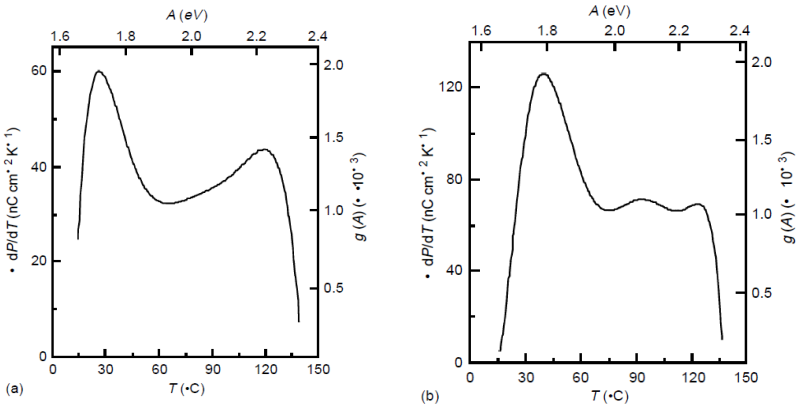 A (eV)
1.6 1.8 2.0 2.2 2.4
60
40
20
0
• dP/dT (nC cm•2 K•1)
2.0
1.5
1.0
0.5
g (A) (• •10•3)
0 30 60 90 120 150
T (•C)
(a)
A (eV)
1.6 1.8 2.0 2.2 2.4
120
80
40
0
• dP/dT (nC cm•2 K•1)
2.0
1.5
1.0
0.5
g (A) (• 10•3)
0 30 60 90 120 150
T (•C)
(b)